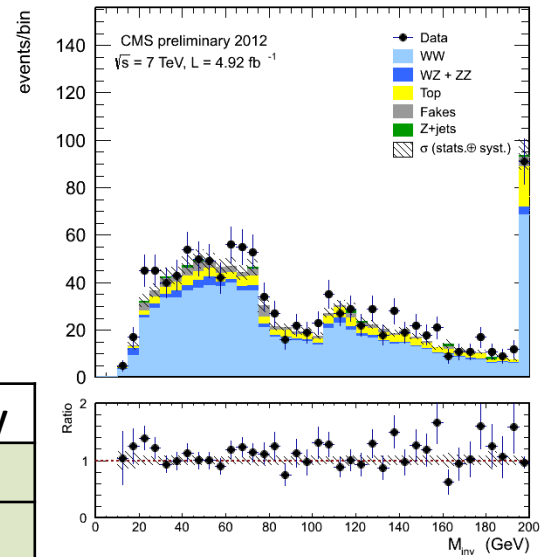 events/bin
CMS preliminary 2012
√s = 7 TeV, L = 4.92 fb⁻¹
Data
WW
WZ + ZZ
Top
Fakes
Z+jets
σ (stats.⊕ syst.)
140
120
100
80
60
40
20
0
Ratio
2
1
0
0 20 40 60 80 100 120 140 160 180 200
M_inv (GeV)